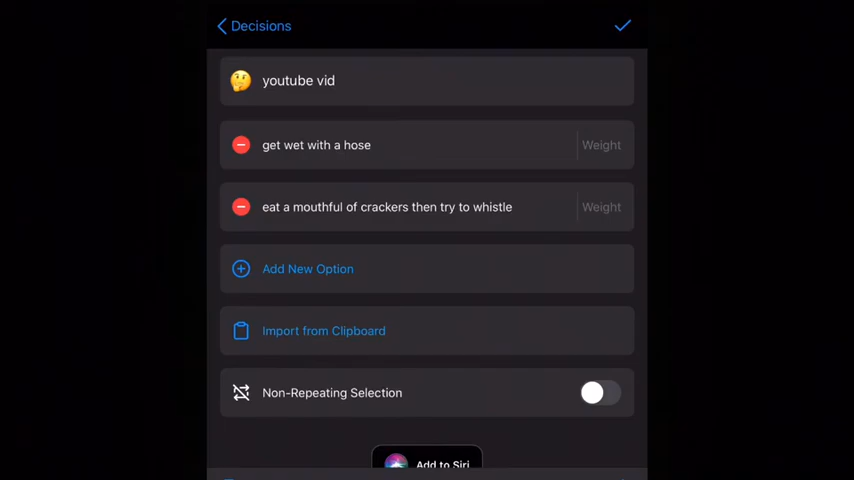 Decisions
youtube vid
get wet with a hose
Weight
eat a mouthful of crackers then try to whistle
Weight
Add New Option
Import from Clipboard
Non-Repeating Selection
Add to Siri